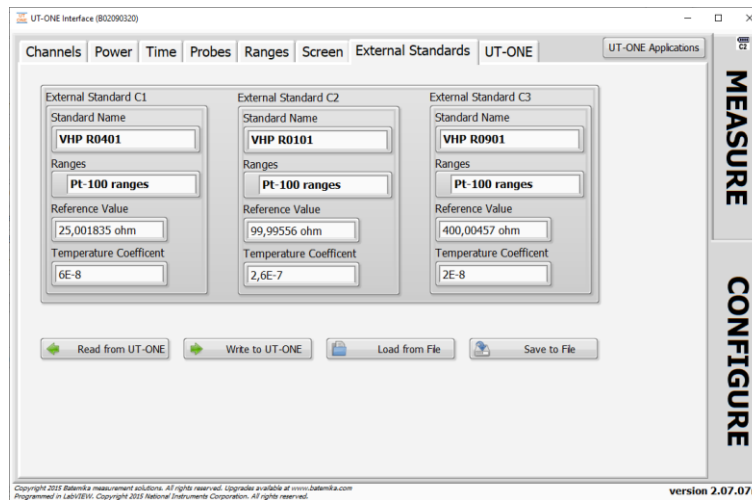 UT-ONE Interface (B02090320)
Channels Power Time Probes Ranges Screen External Standards UT-ONE UT-ONE Applications
C2
MEASURE
CONFIGURE
External Standard C1
Standard Name
VHP R0401
Ranges
Pt-100 ranges
Reference Value
25,001835 ohm
Temperature Coefficent
6E-8
External Standard C2
Standard Name
VHP R0101
Ranges
Pt-100 ranges
Reference Value
99,99556 ohm
Temperature Coefficent
2,6E-7
External Standard C3
Standard Name
VHP R0901
Ranges
Pt-100 ranges
Reference Value
400,00457 ohm
Temperature Coefficent
2E-8
Read from UT-ONE Write to UT-ONE Load from File Save to File
Copyright 2015 Batemika measurement solutions. All rights reserved. Upgrades available at www.batemika.com
Programmed in LabVIEW. Copyright 2015 National Instruments Corporation. All rights reserved.
version 2.07.07